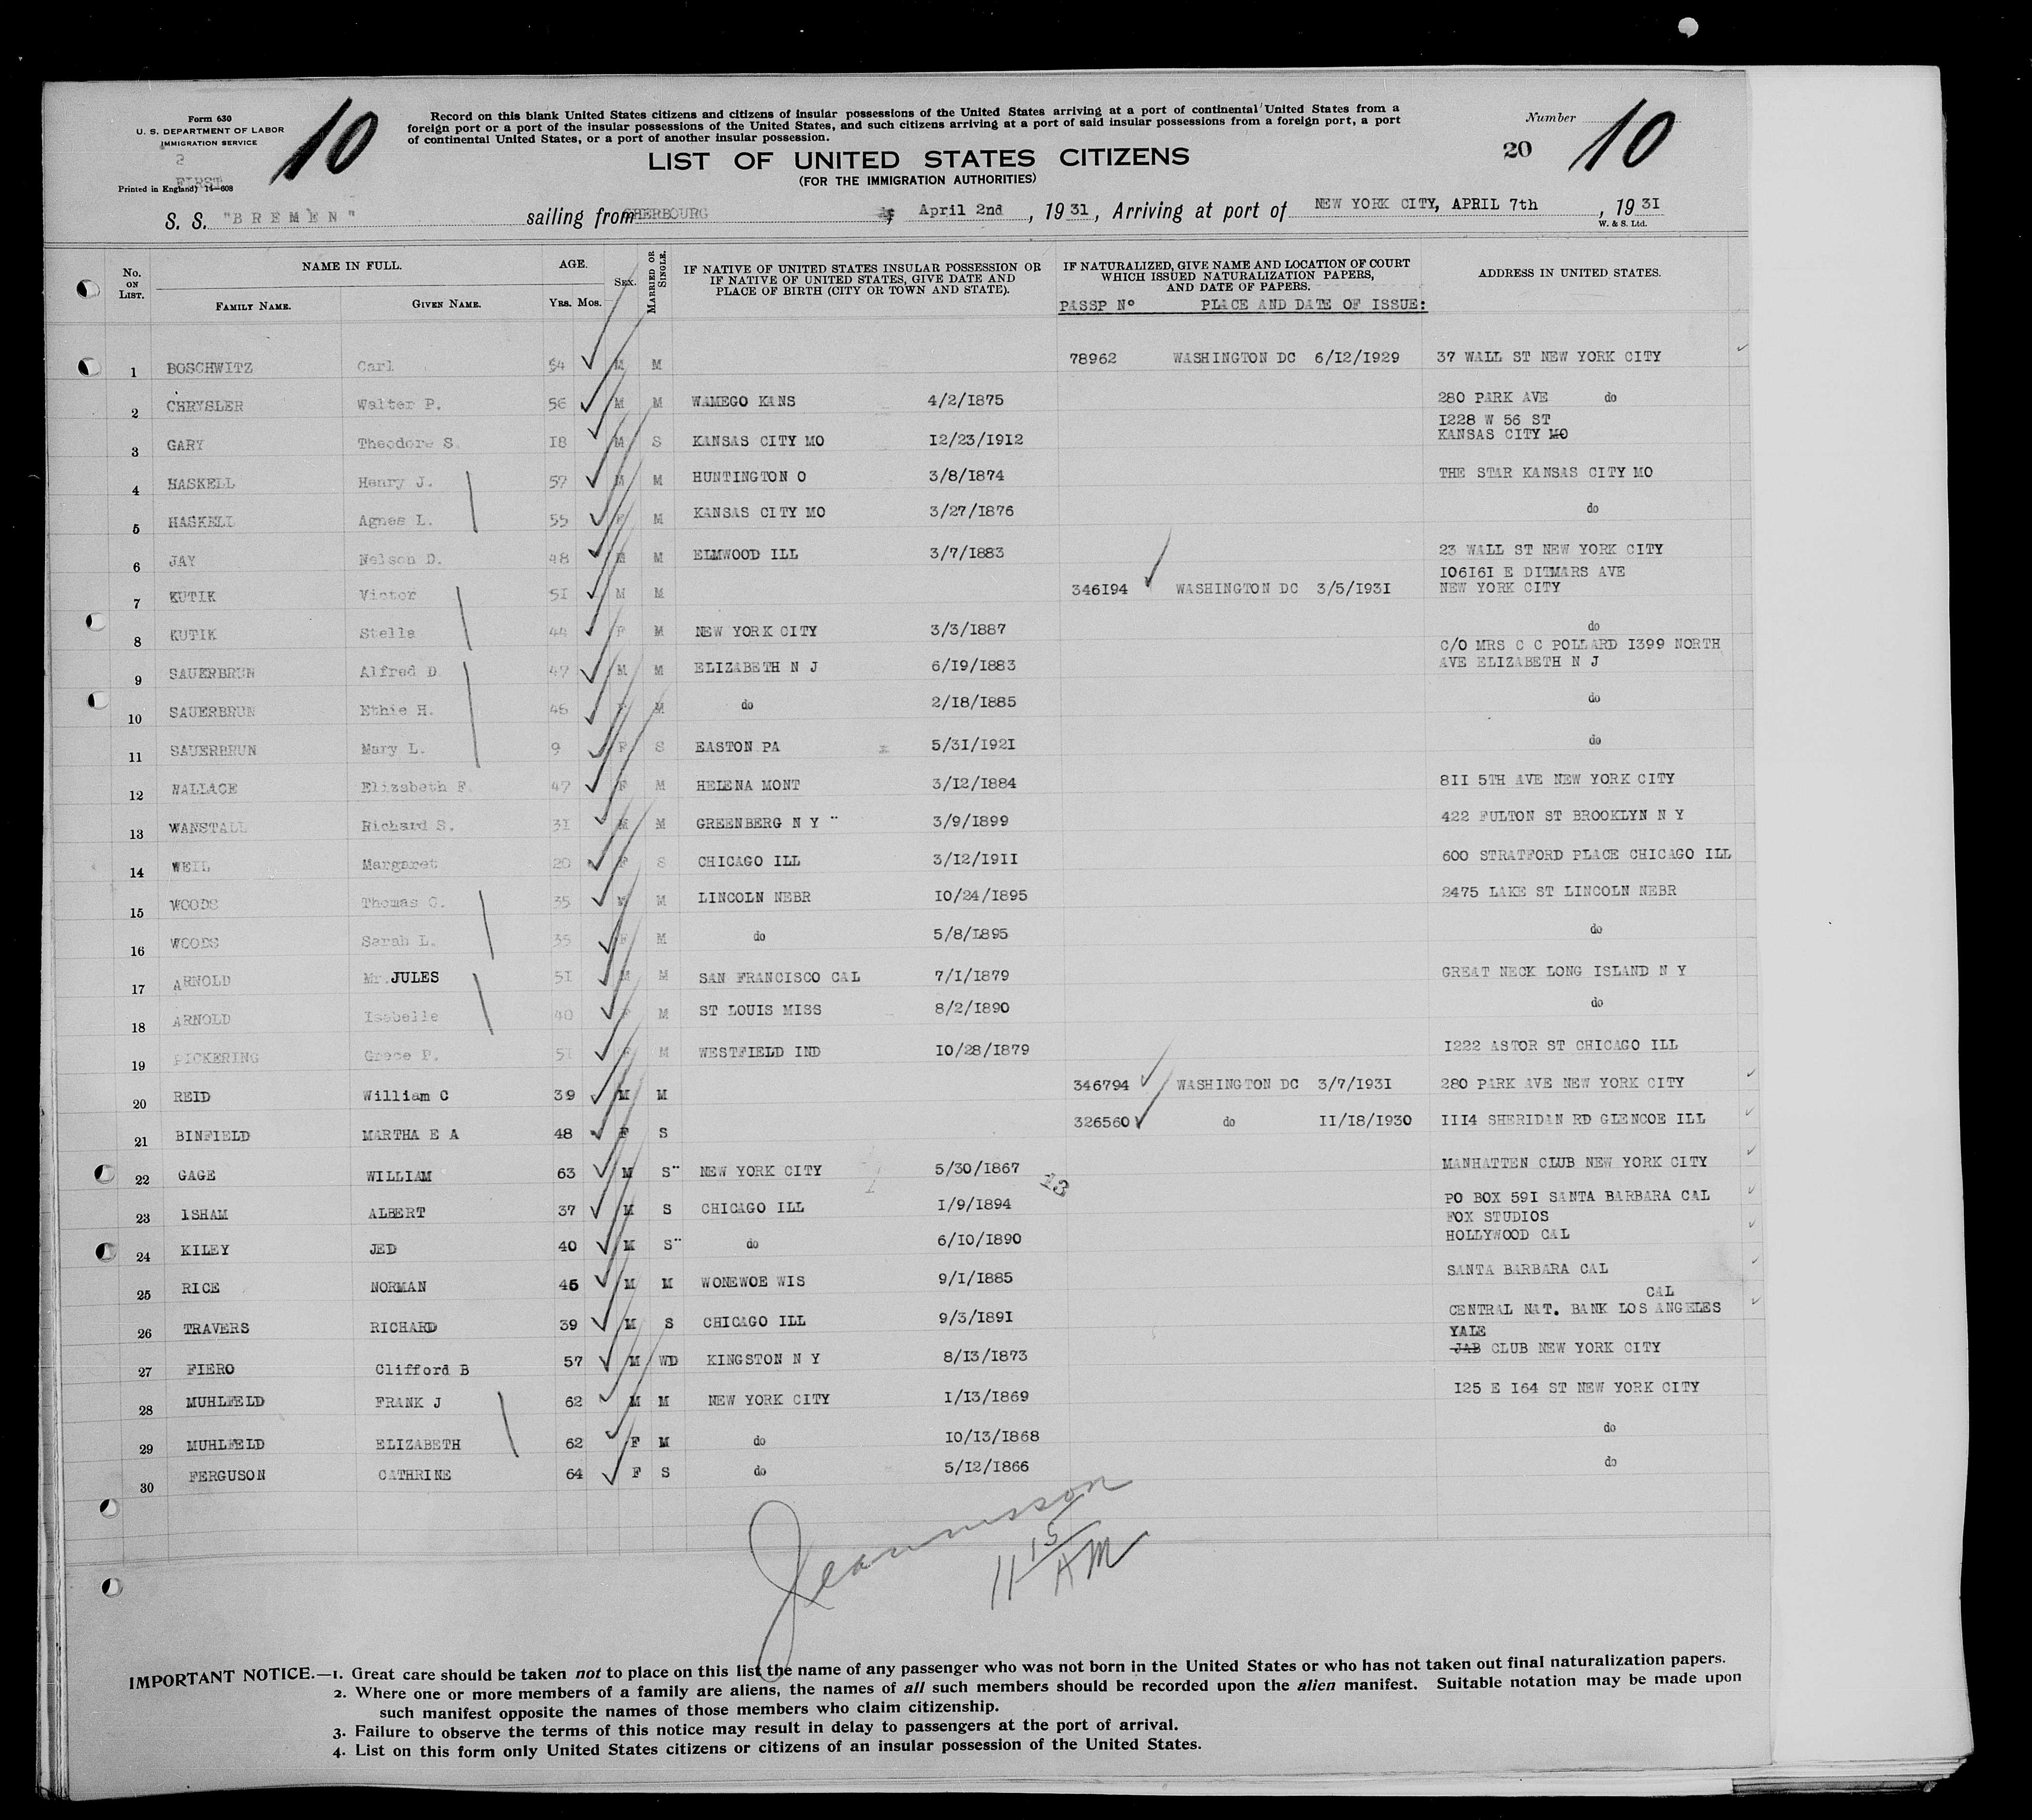 Form 630
U. S. DEPARTMENT OF LABOR
IMMIGRATION SERVICE
2
FIRST
Printed in England) 14—608
10
Record on this blank United States citizens and citizens of insular possessions of the United States arriving at a port of continental United States from a
foreign port or a port of the insular possessions of the United States, and such citizens arriving at a port of said insular possessions from a foreign port, a port
of continental United States, or a port of another insular possession.
LIST OF UNITED STATES CITIZENS
(FOR THE IMMIGRATION AUTHORITIES)
Number 10
20
S. S. "BREMEN" sailing from CHERBOURG April 2nd, 1931, Arriving at port of NEW YORK CITY, APRIL 7th, 1931
W. & S. Ltd.
No. ON LIST. NAME IN FULL. FAMILY NAME. GIVEN NAME. AGE. Yrs. Mos. SEX. MARRIED OR SINGLE. IF NATIVE OF UNITED STATES INSULAR POSSESSION OR IF NATIVE OF UNITED STATES, GIVE DATE AND PLACE OF BIRTH (CITY OR TOWN AND STATE). IF NATURALIZED, GIVE NAME AND LOCATION OF COURT WHICH ISSUED NATURALIZATION PAPERS, AND DATE OF PAPERS. ADDRESS IN UNITED STATES.
PASSP Nº PLACE AND DATE OF ISSUE:
1 BOSCHWITZ Carl 54 M M 78962 WASHINGTON DC 6/12/1929 37 WALL ST NEW YORK CITY
2 CHRYSLER Walter P. 56 M M WAMEGO KANS 4/2/1875 280 PARK AVE do
3 GARY Theodore S. 18 M S KANSAS CITY MO 12/23/1912 1228 W 56 ST KANSAS CITY MO
4 HASKELL Henry J. 57 M M HUNTINGTON O 3/8/1874 THE STAR KANSAS CITY MO
5 HASKELL Agnes L. 55 F M KANSAS CITY MO 3/27/1876 do
6 JAY Nelson D. 48 M M ELMWOOD ILL 3/7/1883 23 WALL ST NEW YORK CITY
7 KUTIK Victor 51 M M 346194 WASHINGTON DC 3/5/1931 106161 E DITMARS AVE NEW YORK CITY
8 KUTIK Stella 44 F M NEW YORK CITY 3/3/1887 do
9 SAUERBRUN Alfred D 47 M M ELIZABETH N J 6/19/1883 C/O MRS C C POLLARD 1399 NORTH AVE ELIZABETH N J
10 SAUERBRUN Ethie H. 46 F M do 2/18/1885 do
11 SAUERBRUN Mary L. 9 F S EASTON PA 5/31/1921 do
12 WALLACE Elizabeth F. 47 F M HELENA MONT 3/12/1884 811 5TH AVE NEW YORK CITY
13 WANSTALL Richard S. 31 M M GREENBERG N Y 3/9/1899 422 FULTON ST BROOKLYN N Y
14 WEIL Margaret 20 F S CHICAGO ILL 3/12/1911 600 STRATFORD PLACE CHICAGO ILL
15 WOODS Thomas C. 35 M M LINCOLN NEBR 10/24/1895 2475 LAKE ST LINCOLN NEBR
16 WOODS Sarah L. 35 F M do 5/8/1895 do
17 ARNOLD Mr.JULES 51 M M SAN FRANCISCO CAL 7/1/1879 GREAT NECK LONG ISLAND N Y
18 ARNOLD Isabelle 40 F M ST LOUIS MISS 8/2/1890 do
19 PICKERING Grace P. 51 F M WESTFIELD IND 10/28/1879 1222 ASTOR ST CHICAGO ILL
20 REID William C 39 M M 346794 WASHINGTON DC 3/7/1931 280 PARK AVE NEW YORK CITY
21 BINFIELD MARTHA E A 48 F S 326560 do 11/18/1930 1114 SHERIDAN RD GLENCOE ILL
22 GAGE WILLIAM 63 M S NEW YORK CITY 5/30/1867 MANHATTEN CLUB NEW YORK CITY
23 ISHAM ALBERT 37 M S CHICAGO ILL 1/9/1894 PO BOX 591 SANTA BARBARA CAL
24 KILEY JED 40 M S do 6/10/1890 FOX STUDIOS HOLLYWOOD CAL
25 RICE NORMAN 45 M M WONEWOE WIS 9/1/1885 SANTA BARBARA CAL
26 TRAVERS RICHARD 39 M S CHICAGO ILL 9/3/1891 CENTRAL NAT. BANK LOS ANGELES CAL
27 FIERO Clifford B 57 M WD KINGSTON N Y 8/13/1873 YALE JAB CLUB NEW YORK CITY
28 MUHLFELD FRANK J 62 M M NEW YORK CITY 1/13/1869 125 E 164 ST NEW YORK CITY
29 MUHLFELD ELIZABETH 62 F M do 10/13/1868 do
30 FERGUSON CATHRINE 64 F S do 5/12/1866 do
11 15 AM
IMPORTANT NOTICE.—1. Great care should be taken not to place on this list the name of any passenger who was not born in the United States or who has not taken out final naturalization papers.
2. Where one or more members of a family are aliens, the names of all such members should be recorded upon the alien manifest. Suitable notation may be made upon
such manifest opposite the names of those members who claim citizenship.
3. Failure to observe the terms of this notice may result in delay to passengers at the port of arrival.
4. List on this form only United States citizens or citizens of an insular possession of the United States.